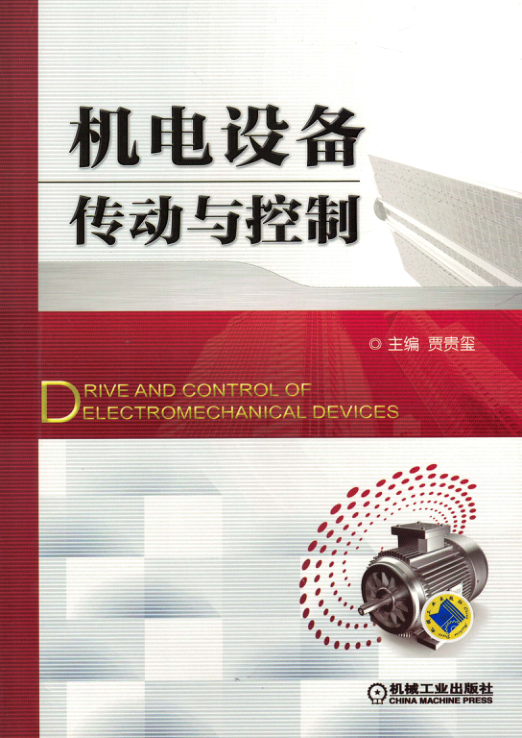 机电设备
传动与控制
◎ 主编 贾贵玺
DRIVE AND CONTROL OF
ELECTROMECHANICAL DEVICES
机械工业出版社
CHINA MACHINE PRESS